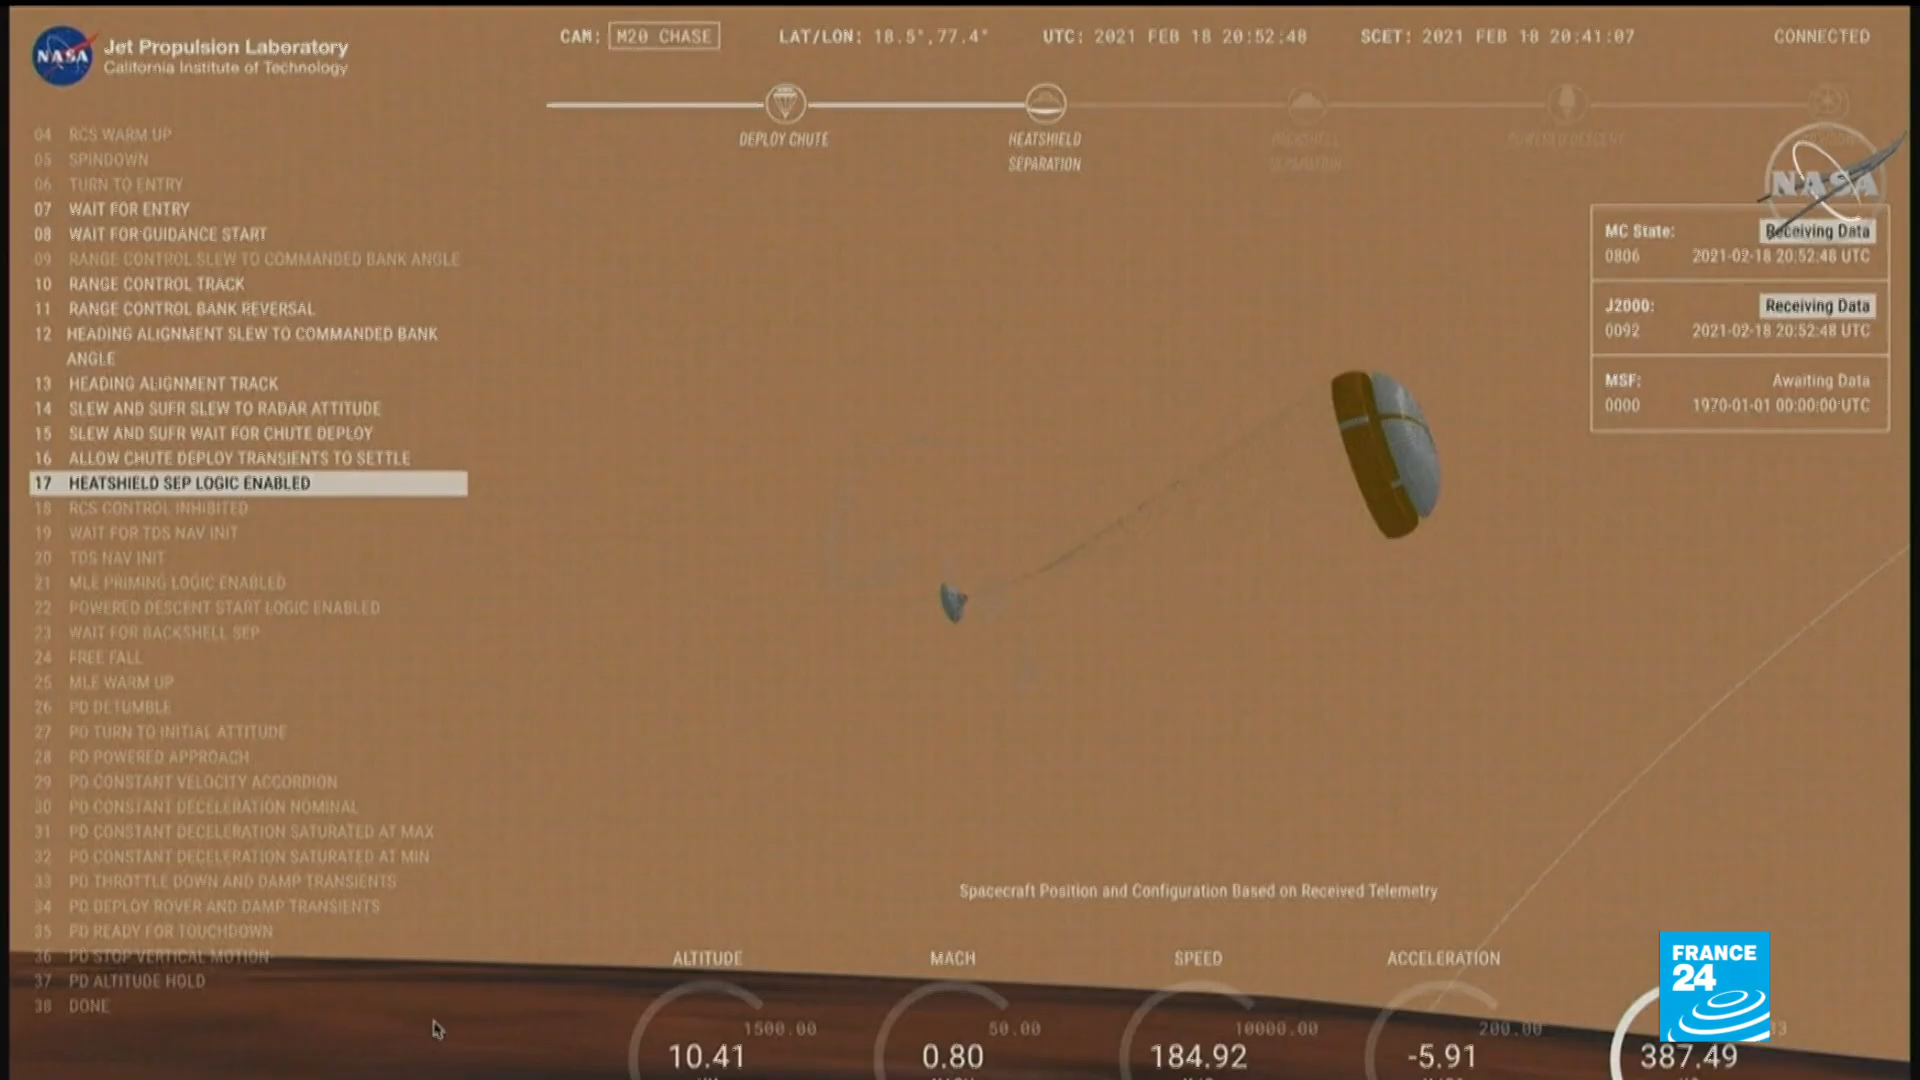 NASA
Jet Propulsion Laboratory
California Institute of Technology
CAM: M20 CHASE
LAT/LON: 18.5°,77.4°
UTC: 2021 FEB 18 20:52:48
SCET: 2021 FEB 18 20:41:07
CONNECTED
DEPLOY CHUTE
HEATSHIELD
SEPARATION
BACKSHELL
SEPARATION
POWERED DESCENT
NASA
04 RCS WARM UP
05 SPINDOWN
06 TURN TO ENTRY
07 WAIT FOR ENTRY
08 WAIT FOR GUIDANCE START
09 RANGE CONTROL SLEW TO COMMANDED BANK ANGLE
10 RANGE CONTROL TRACK
11 RANGE CONTROL BANK REVERSAL
12 HEADING ALIGNMENT SLEW TO COMMANDED BANK
ANGLE
13 HEADING ALIGNMENT TRACK
14 SLEW AND SUFR SLEW TO RADAR ATTITUDE
15 SLEW AND SUFR WAIT FOR CHUTE DEPLOY
16 ALLOW CHUTE DEPLOY TRANSIENTS TO SETTLE
17 HEATSHIELD SEP LOGIC ENABLED
18 RCS CONTROL INHIBITED
19 WAIT FOR TDS NAV INIT
20 TDS NAV INIT
21 MLE PRIMING LOGIC ENABLED
22 POWERED DESCENT START LOGIC ENABLED
23 WAIT FOR BACKSHELL SEP
24 FREE FALL
25 MLE WARM UP
26 PD DETUMBLE
27 PD TURN TO INITIAL ATTITUDE
28 PD POWERED APPROACH
29 PD CONSTANT VELOCITY ACCORDION
30 PD CONSTANT DECELERATION NOMINAL
31 PD CONSTANT DECELERATION SATURATED AT MAX
32 PD CONSTANT DECELERATION SATURATED AT MIN
33 PD THROTTLE DOWN AND DAMP TRANSIENTS
34 PD DEPLOY ROVER AND DAMP TRANSIENTS
35 PD READY FOR TOUCHDOWN
36 PD STOP VERTICAL MOTION
37 PD ALTITUDE HOLD
38 DONE
MC State: Receiving Data
0806 2021-02-18 20:52:48 UTC
J2000: Receiving Data
0092 2021-02-18 20:52:48 UTC
MSF: Awaiting Data
0000 1970-01-01 00:00:00 UTC
Spacecraft Position and Configuration Based on Received Telemetry
ALTITUDE
1500.00
10.41
MACH
50.00
0.80
SPEED
10000.00
184.92
ACCELERATION
200.00
-5.91
387.49
FRANCE
24